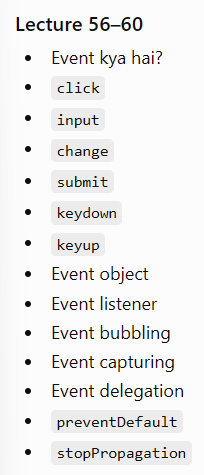 Lecture 56–60
Event kya hai?
click
input
change
submit
keydown
keyup
Event object
Event listener
Event bubbling
Event capturing
Event delegation
preventDefault
stopPropagation